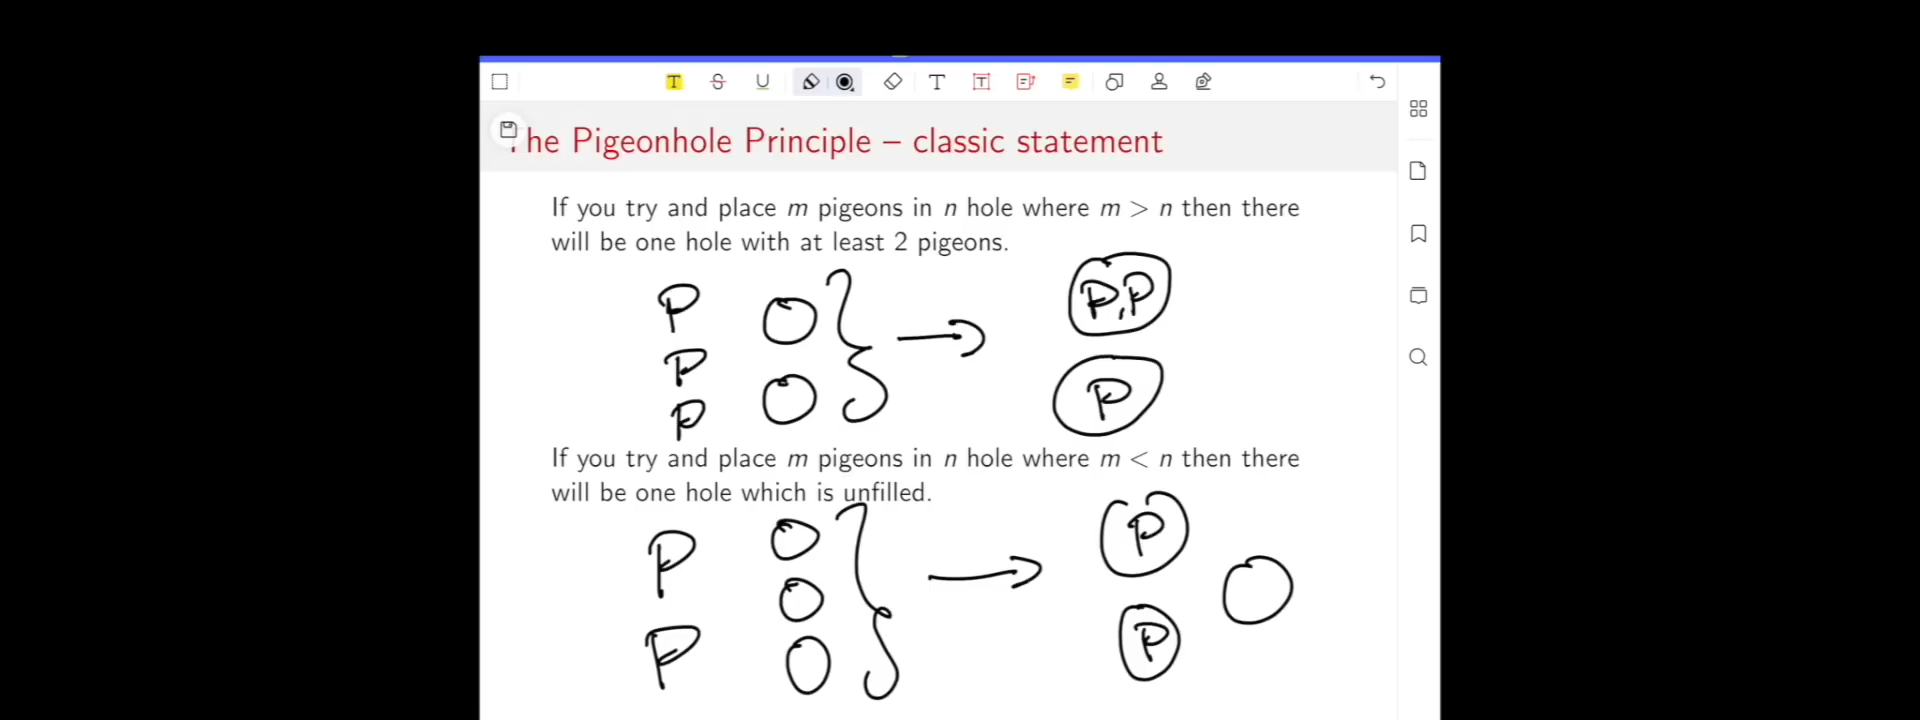 The Pigeonhole Principle – classic statement
If you try and place m pigeons in n hole where m > n then there
will be one hole with at least 2 pigeons.
P O P, P
P
P O P
If you try and place m pigeons in n hole where m < n then there
will be one hole which is unfilled.
P O P
O O
P O P